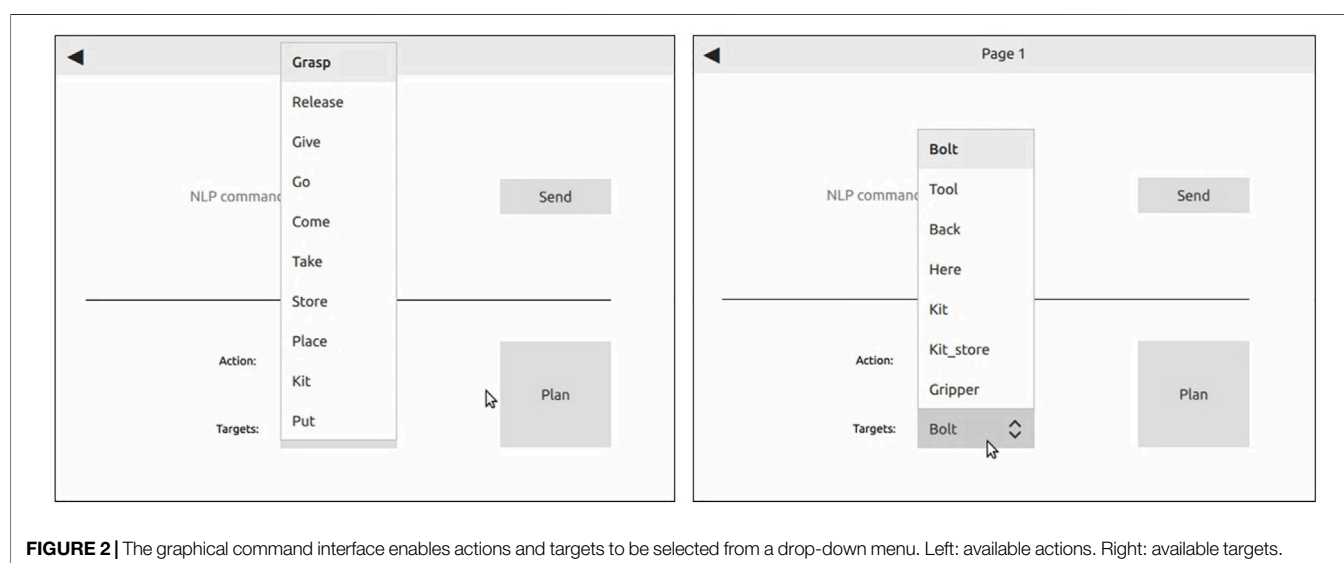 ◀
Grasp
Release
Give
Go
Come
Take
Store
Place
Kit
Put
NLP command
Send
Action:
Targets:
Plan
◀ Page 1
Bolt
Tool
Back
Here
Kit
Kit_store
Gripper
NLP command
Send
Action:
Targets: Bolt
Plan
FIGURE 2 | The graphical command interface enables actions and targets to be selected from a drop-down menu. Left: available actions. Right: available targets.